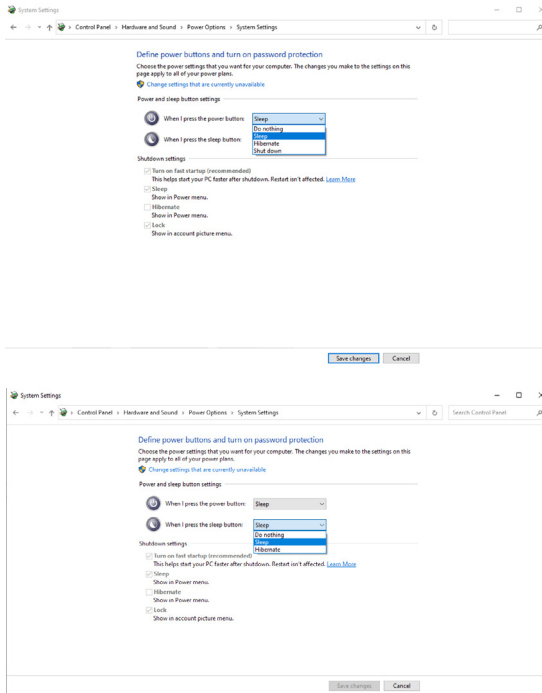 System Settings
Control Panel > Hardware and Sound > Power Options > System Settings
Define power buttons and turn on password protection
Choose the power settings that you want for your computer. The changes you make to the settings on this
page apply to all of your power plans.
Change settings that are currently unavailable
Power and sleep button settings
When I press the power button: Sleep
Do nothing
Sleep
Hibernate
Shut down
When I press the sleep button:
Shutdown settings
Turn on fast startup (recommended)
This helps start your PC faster after shutdown. Restart isn't affected. Learn More
Sleep
Show in Power menu.
Hibernate
Show in Power menu.
Lock
Show in account picture menu.
Save changes Cancel
System Settings
Control Panel > Hardware and Sound > Power Options > System Settings Search Control Panel
Define power buttons and turn on password protection
Choose the power settings that you want for your computer. The changes you make to the settings on this
page apply to all of your power plans.
Change settings that are currently unavailable
Power and sleep button settings
When I press the power button: Sleep
When I press the sleep button: Sleep
Do nothing
Sleep
Hibernate
Shutdown settings
Turn on fast startup (recommended)
This helps start your PC faster after shutdown. Restart isn't affected. Learn More
Sleep
Show in Power menu.
Hibernate
Show in Power menu.
Lock
Show in account picture menu.
Save changes Cancel